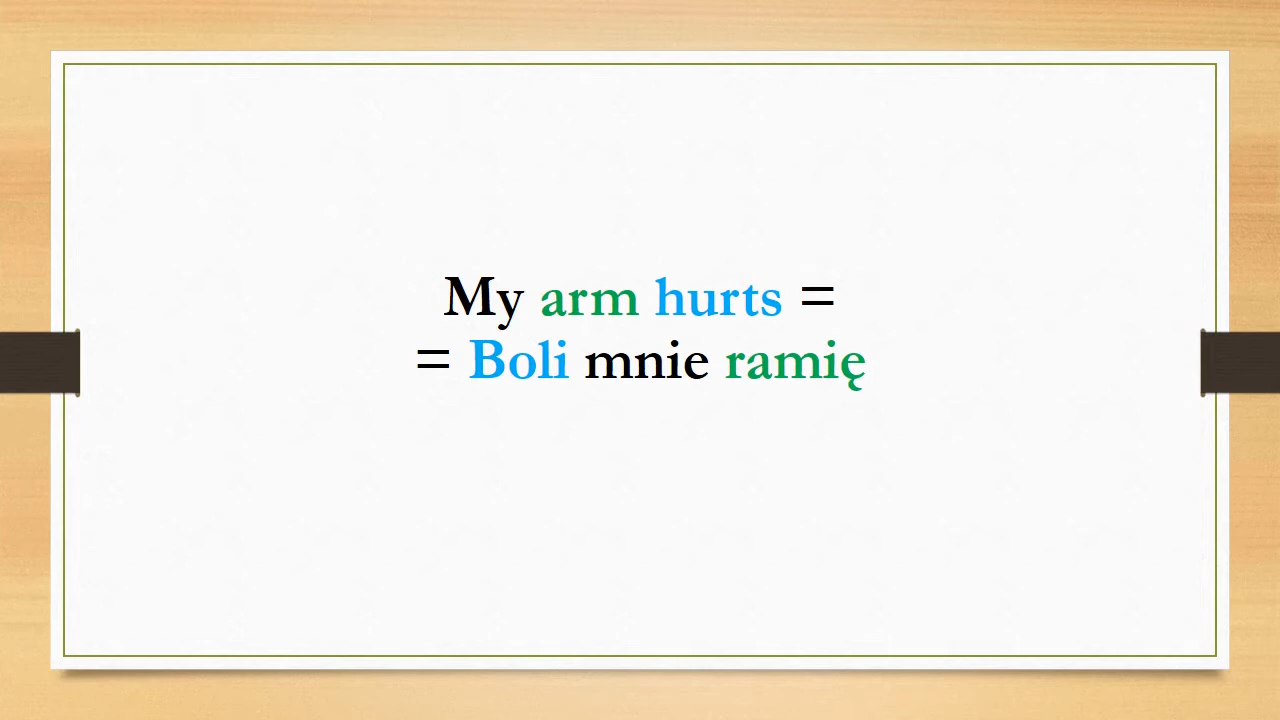 My arm hurts =
= Boli mnie ramię